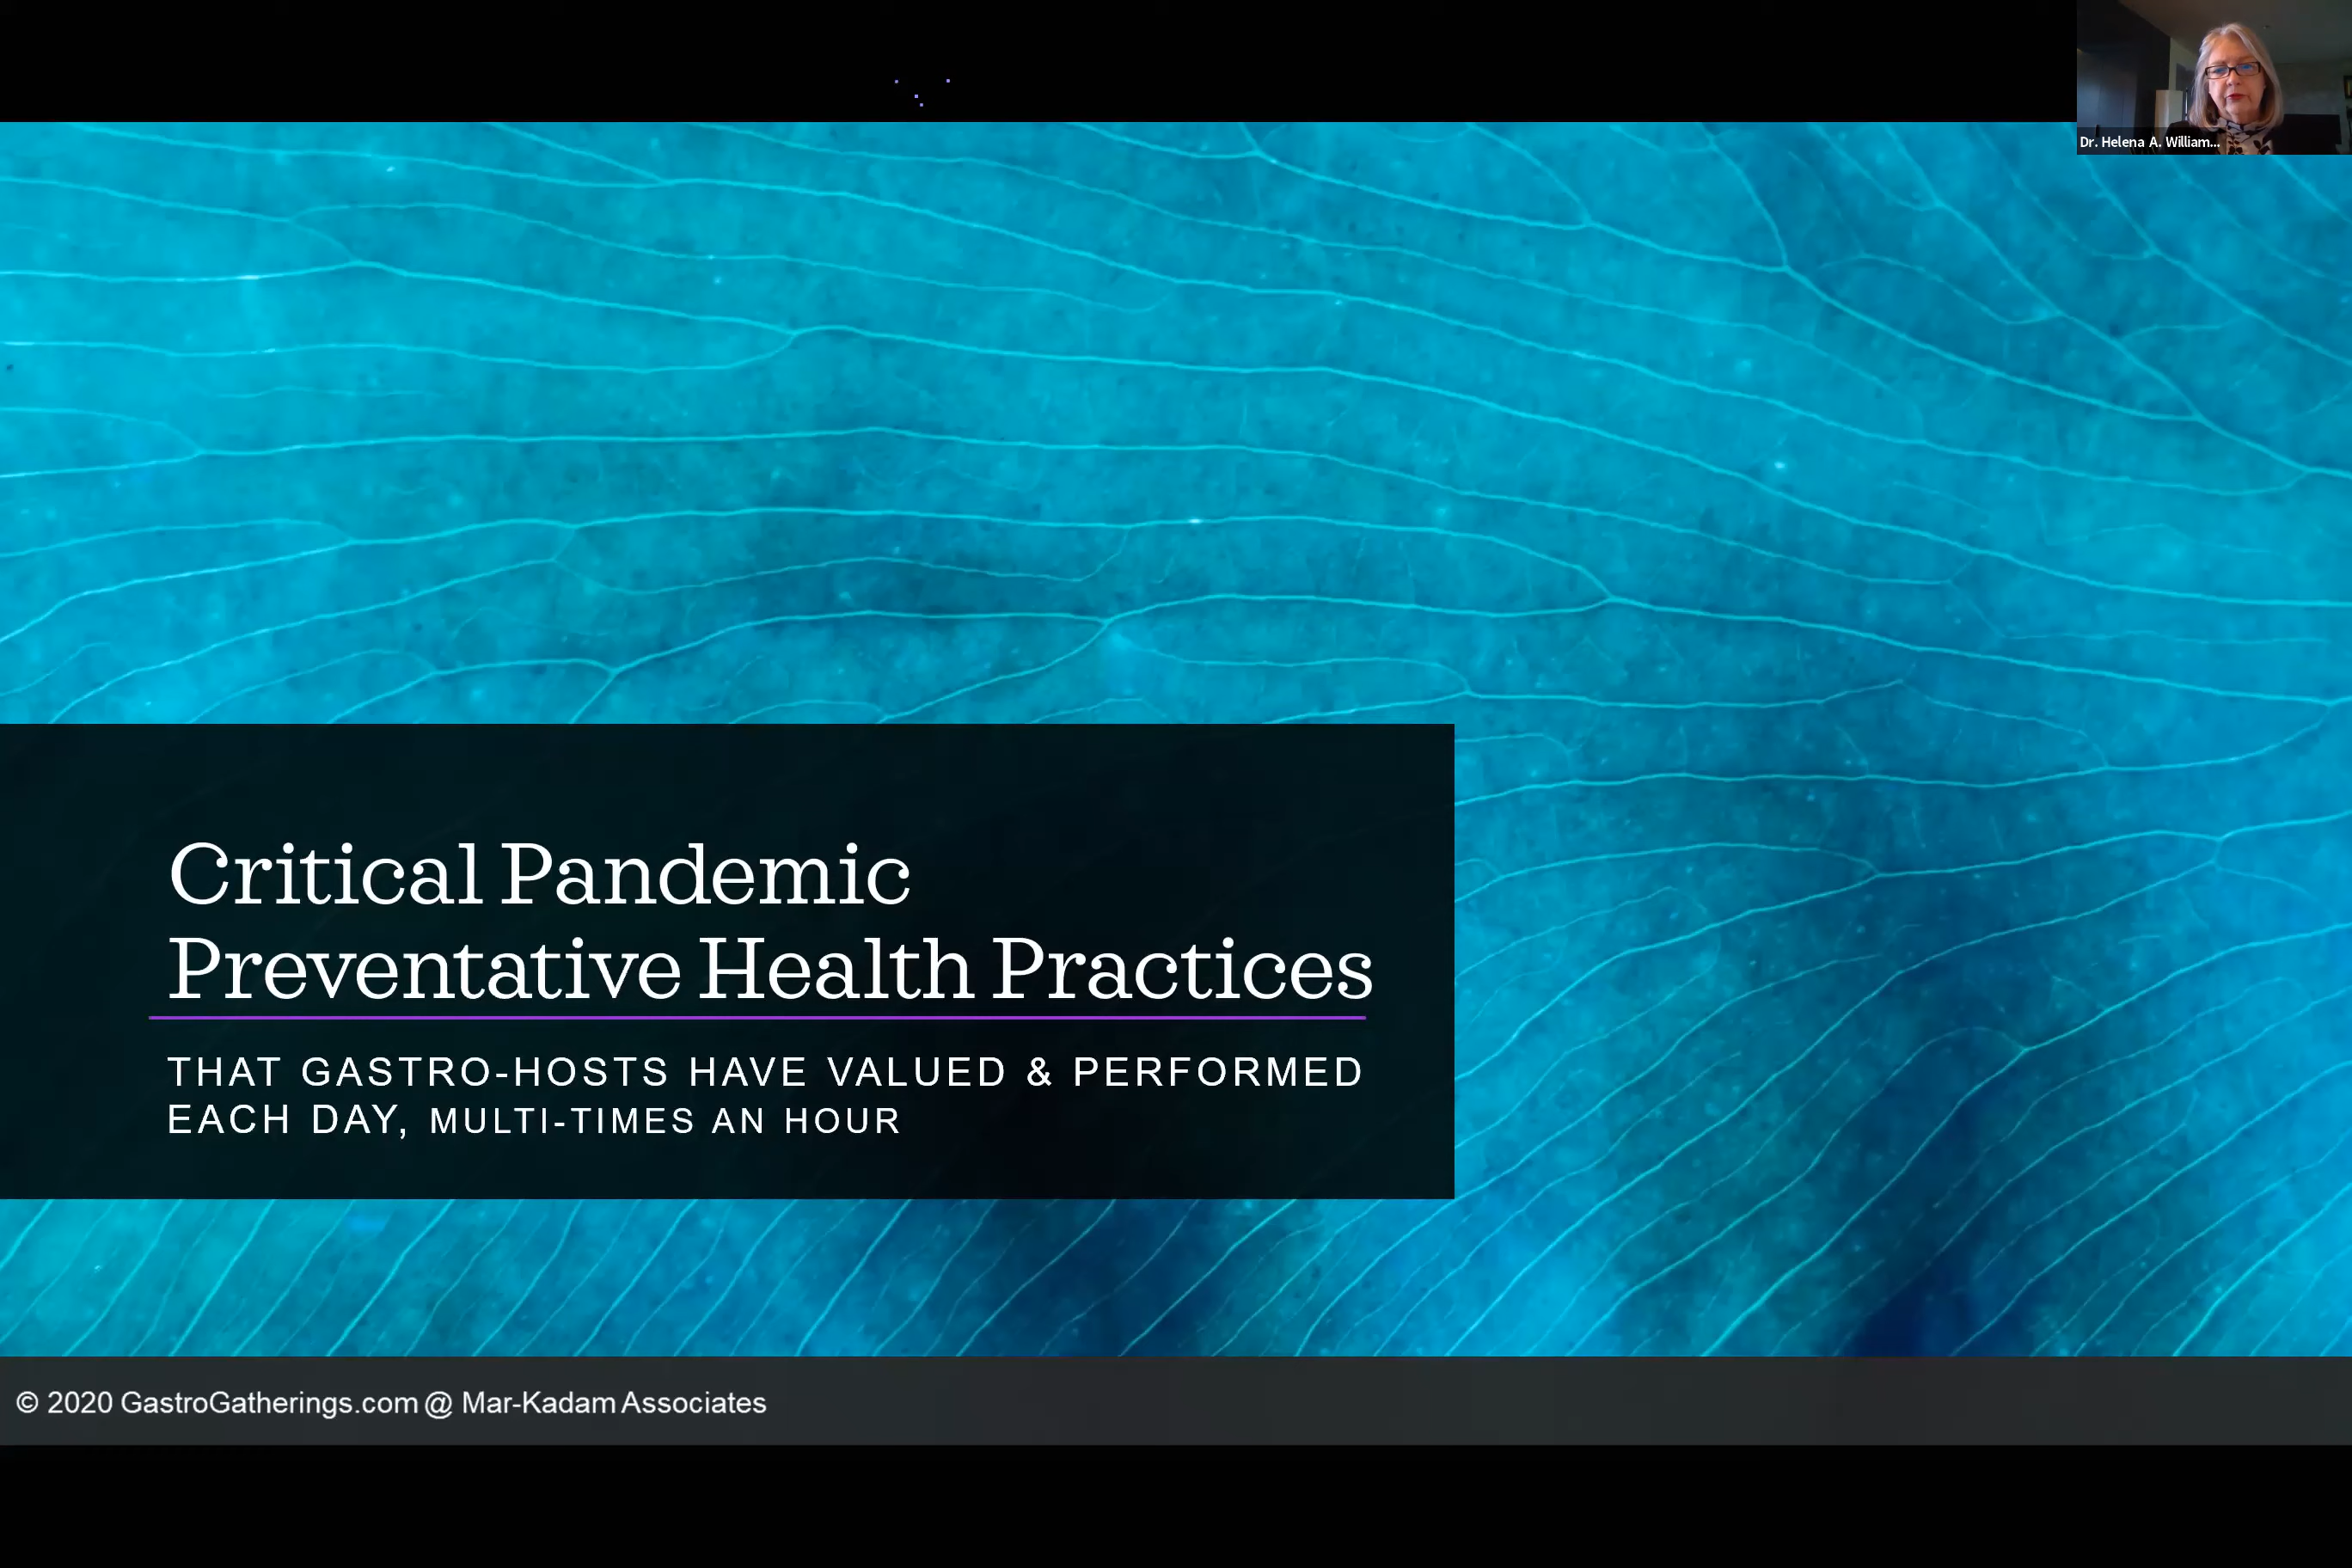 Dr. Helena A. William...
Critical Pandemic
Preventative Health Practices
THAT GASTRO-HOSTS HAVE VALUED & PERFORMED
EACH DAY, MULTI-TIMES AN HOUR
© 2020 GastroGatherings.com @ Mar-Kadam Associates